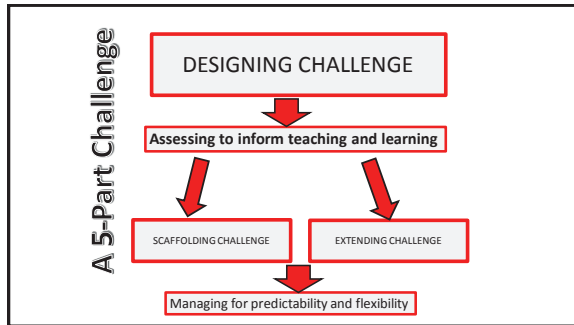 A 5-Part Challenge
DESIGNING CHALLENGE
Assessing to inform teaching and learning
SCAFFOLDING CHALLENGE
EXTENDING CHALLENGE
Managing for predictability and flexibility